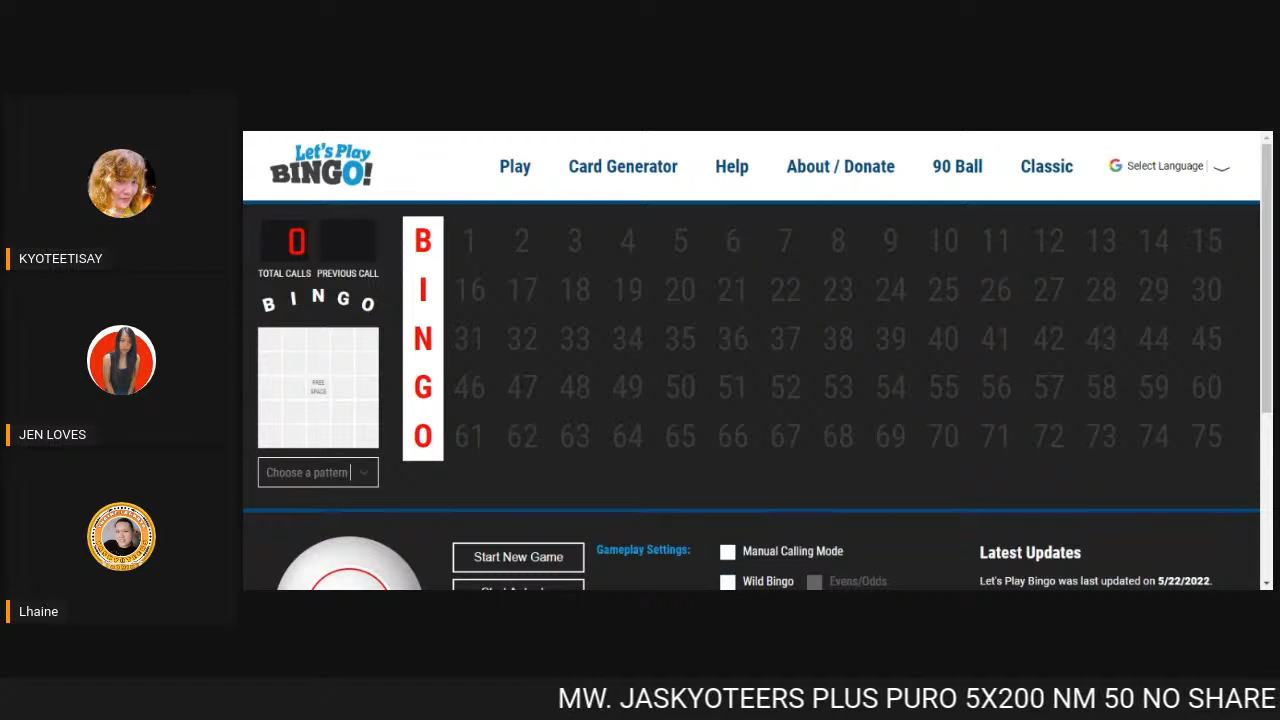 KYOTEETISAY
JEN LOVES
Lhaine
Let's Play
BINGO!
Play Card Generator Help About / Donate 90 Ball Classic Select Language
0
TOTAL CALLS PREVIOUS CALL
B I N G O
FREE
SPACE
Choose a pattern
B 1 2 3 4 5 6 7 8 9 10 11 12 13 14 15
I 16 17 18 19 20 21 22 23 24 25 26 27 28 29 30
N 31 32 33 34 35 36 37 38 39 40 41 42 43 44 45
G 46 47 48 49 50 51 52 53 54 55 56 57 58 59 60
O 61 62 63 64 65 66 67 68 69 70 71 72 73 74 75
Start New Game
Gameplay Settings:
Manual Calling Mode
Wild Bingo Evens/Odds
Latest Updates
Let's Play Bingo was last updated on 5/22/2022.
MW. JASKYOTEERS PLUS PURO 5X200 NM 50 NO SHARE